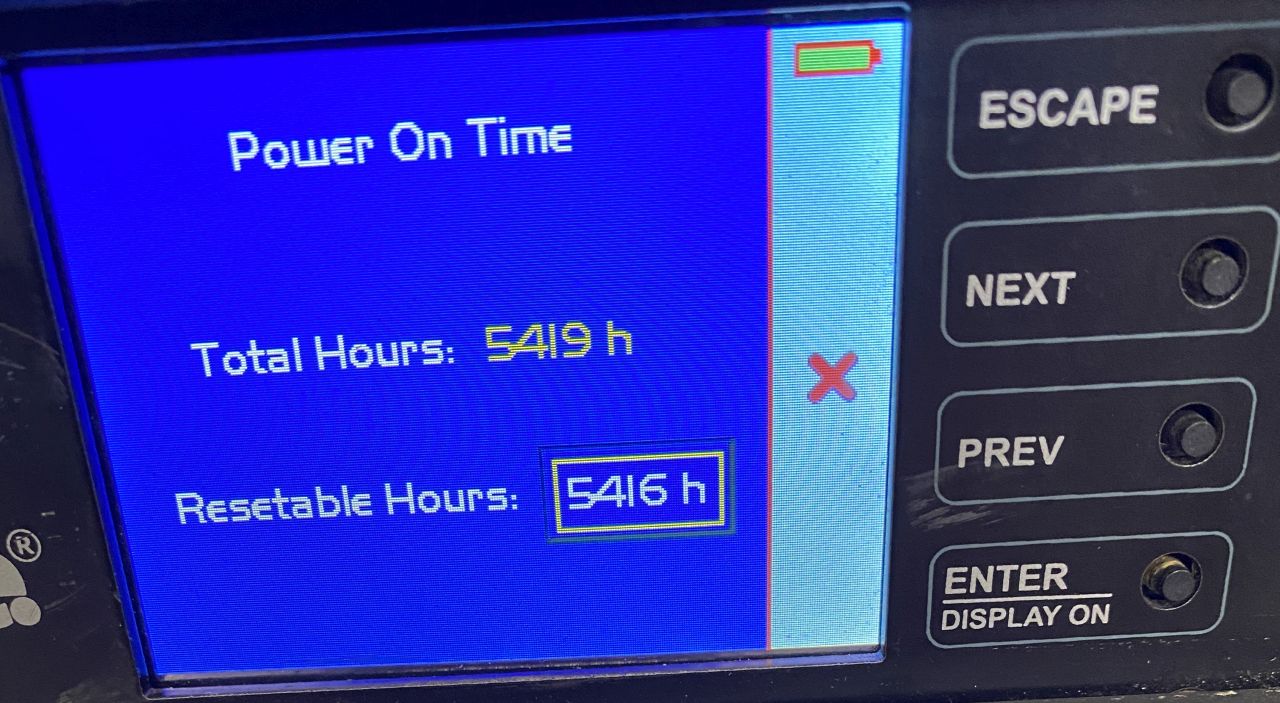 Power On Time
Total Hours: 5419 h
Resetable Hours: 5416 h
ESCAPE
NEXT
PREV
ENTER
DISPLAY ON
®